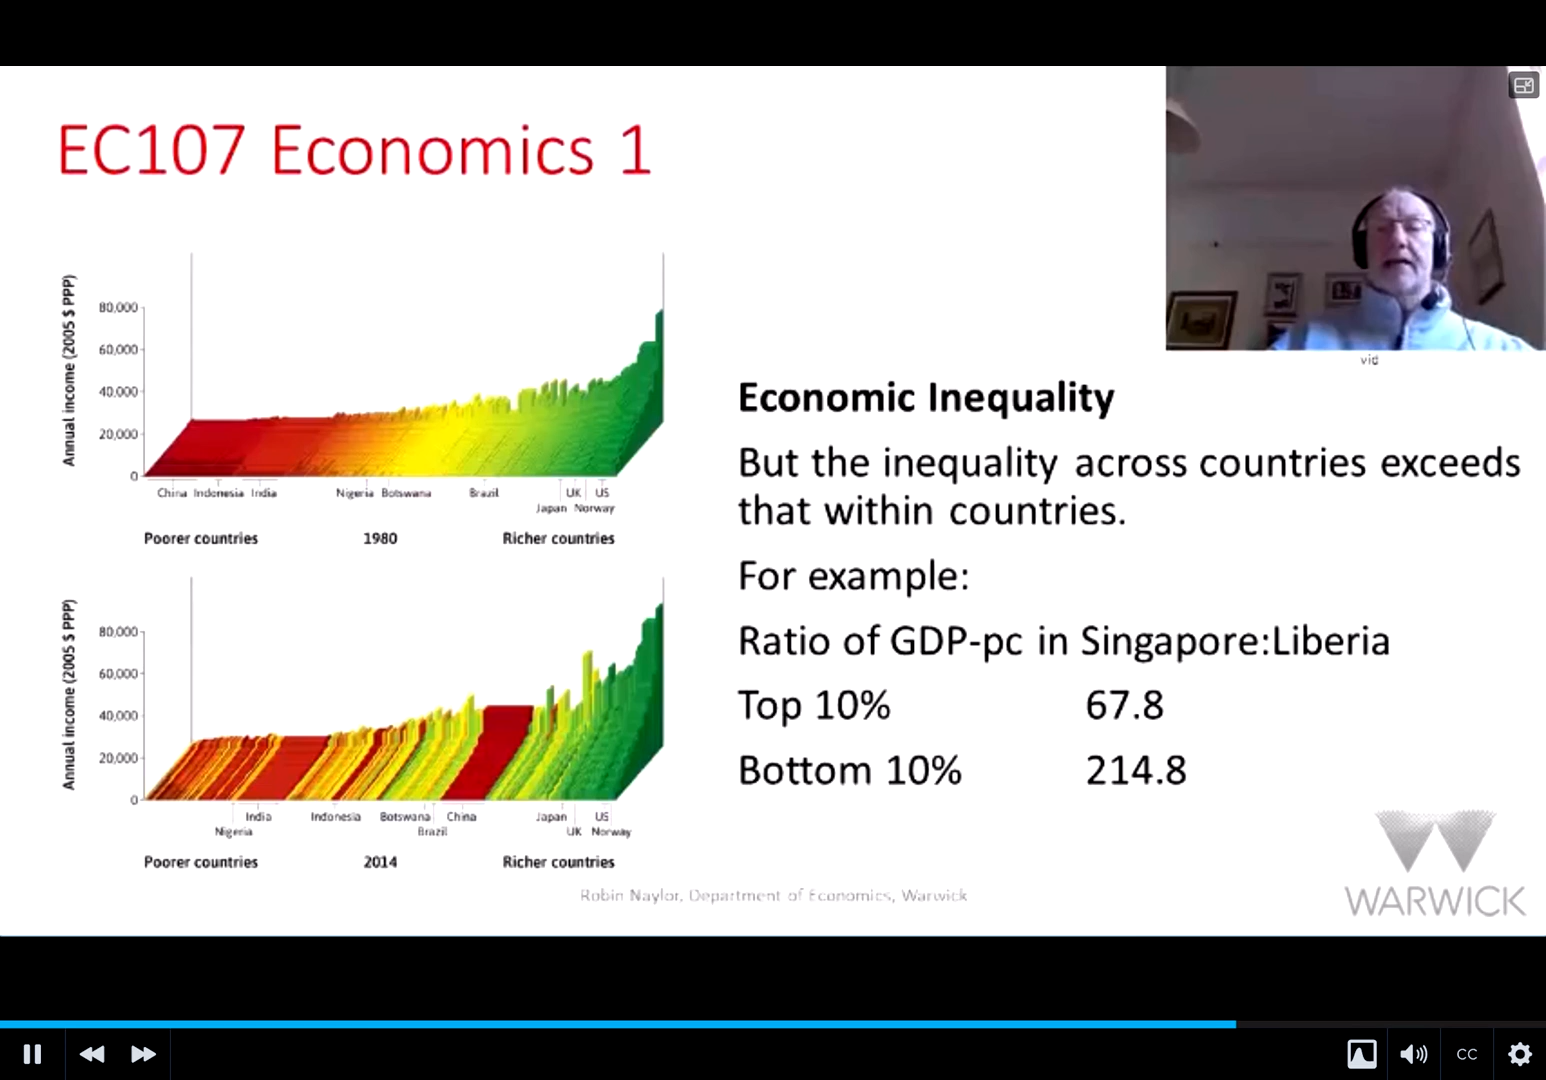 EC107 Economics 1
Annual income (2005 $ PPP)
80,000
60,000
40,000
20,000
0
China Indonesia India Nigeria Botswana Brazil UK US
Japan Norway
Poorer countries 1980 Richer countries
Annual income (2005 $ PPP)
80,000
60,000
40,000
20,000
0
India Indonesia Botswana China Japan US
Nigeria Brazil UK Norway
Poorer countries 2014 Richer countries
vid
Economic Inequality
But the inequality across countries exceeds
that within countries.
For example:
Ratio of GDP-pc in Singapore:Liberia
Top 10% 67.8
Bottom 10% 214.8
Robin Naylor, Department of Economics, Warwick
WARWICK
CC